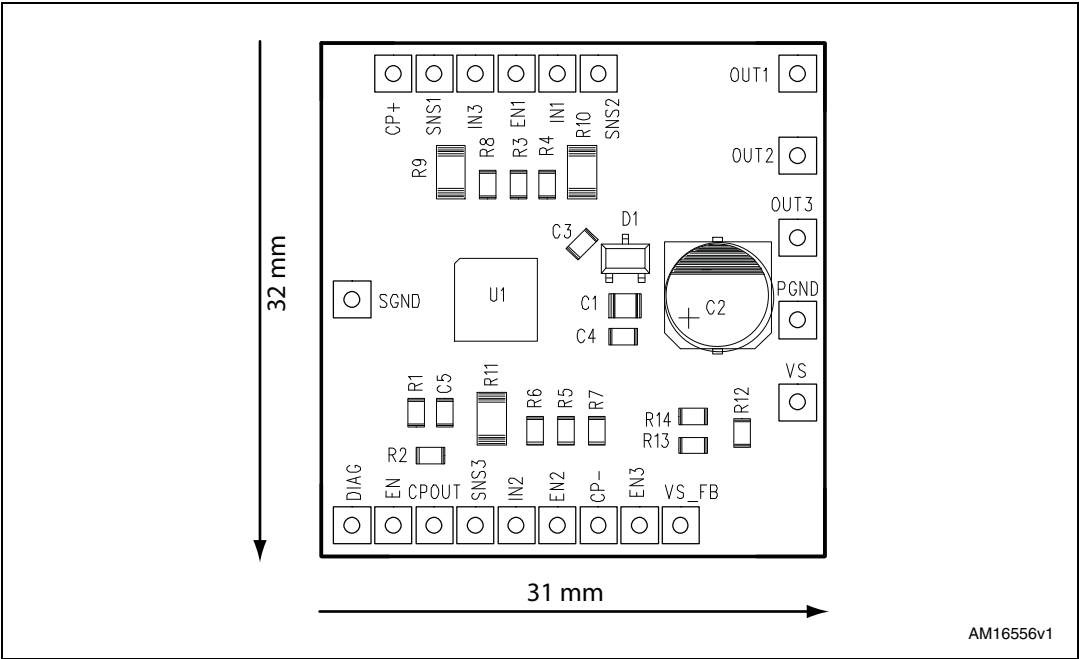 OUT1
CP+
SNS1
IN3
EN1
IN1
SNS2
R9
R8
R3
R4
R10
OUT2
OUT3
C3
D1
32 mm
SGND
U1
C1
C4
C2
PGND
VS
R1
C5
R11
R6
R5
R7
R14
R13
R12
R2
DIAG
EN
CPOUT
SNS3
IN2
EN2
CP-
EN3
VS_FB
31 mm
AM16556v1